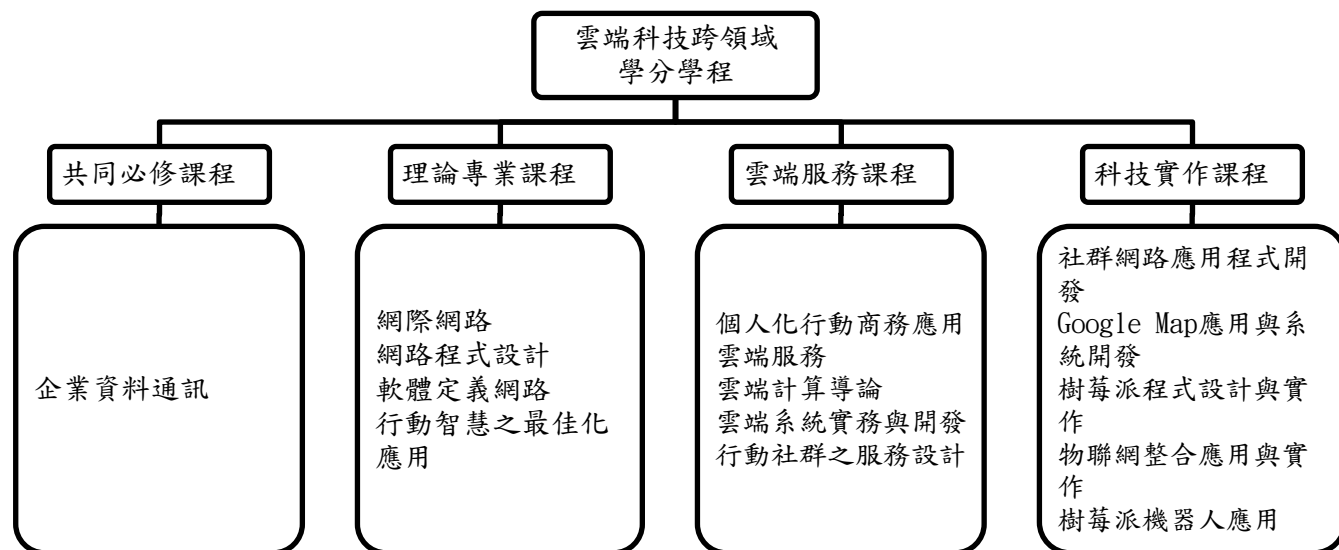 雲端科技跨領域
學分學程
共同必修課程
理論專業課程
雲端服務課程
科技實作課程
企業資料通訊
網際網路
網路程式設計
軟體定義網路
行動智慧之最佳化
應用
個人化行動商務應用
雲端服務
雲端計算導論
雲端系統實務與開發
行動社群之服務設計
社群網路應用程式開
發
Google Map應用與系
統開發
樹莓派程式設計與實
作
物聯網整合應用與實
作
樹莓派機器人應用